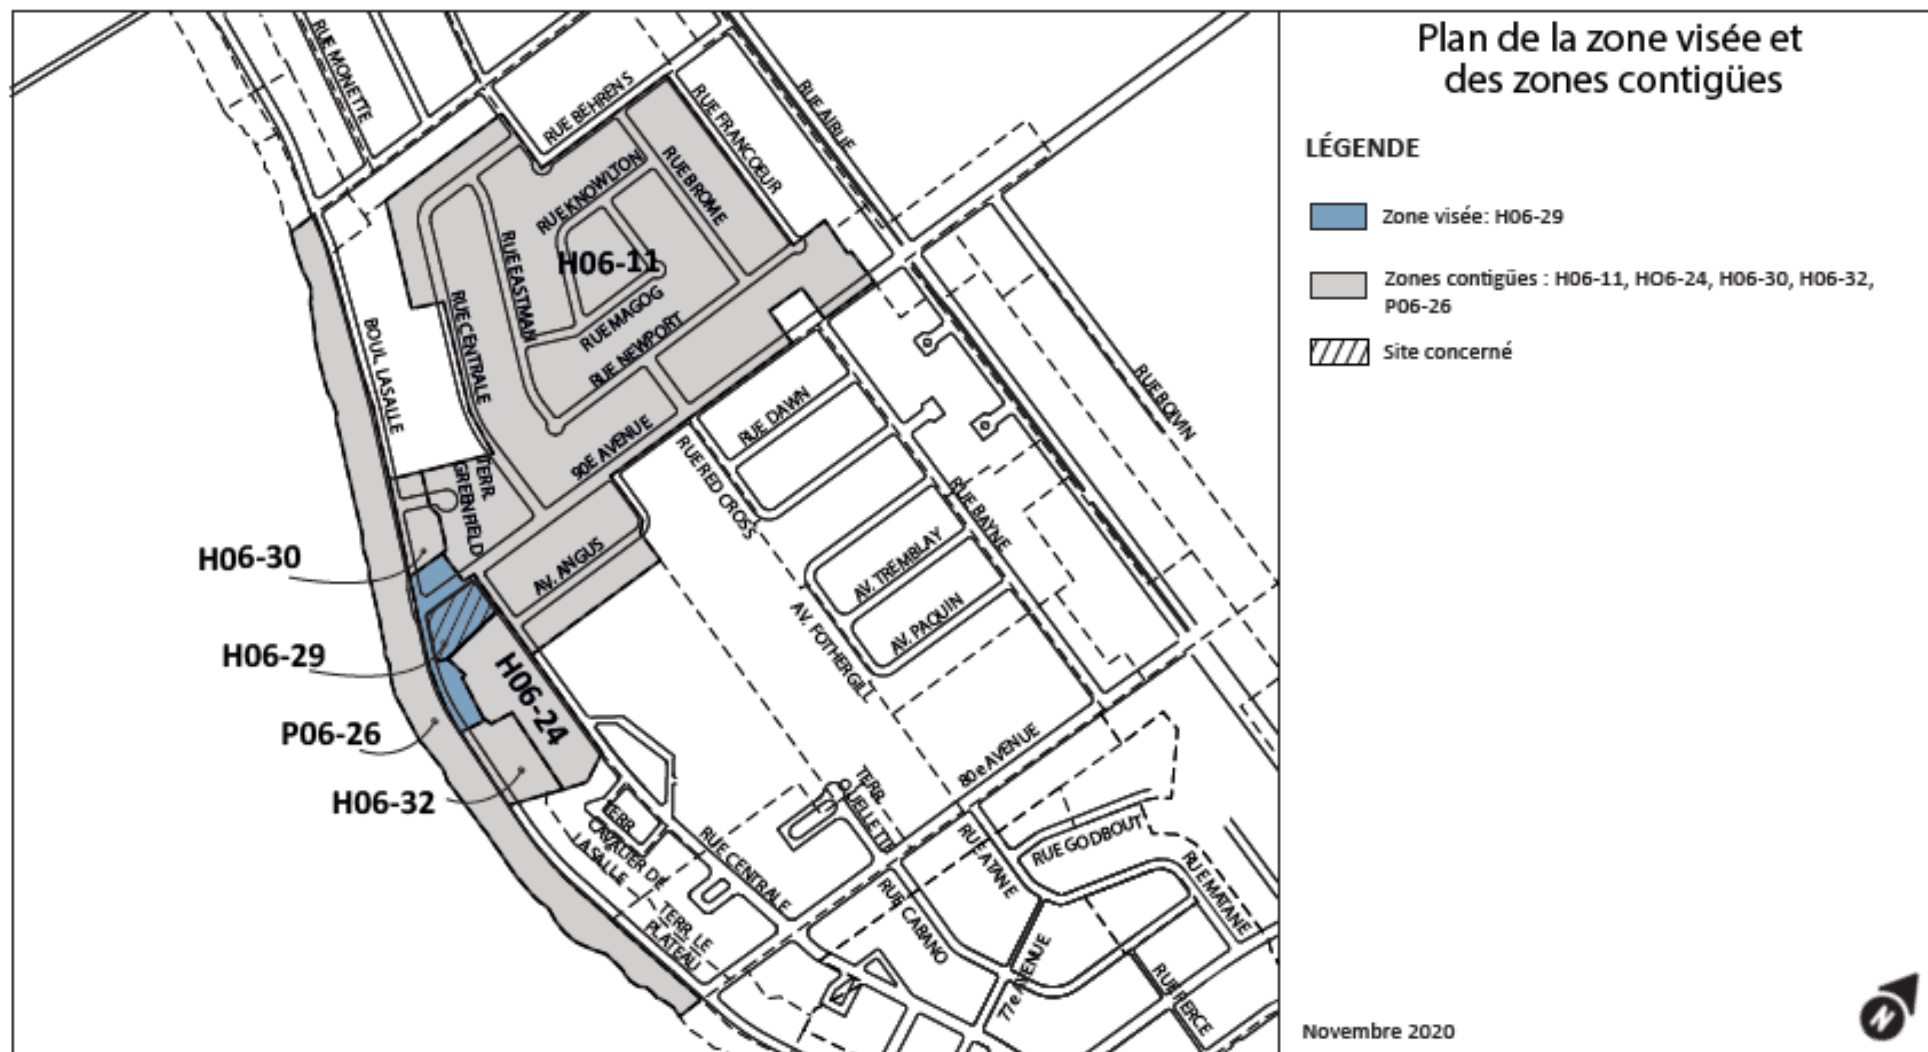 Plan de la zone visée et
des zones contigües
LÉGENDE
Zone visée: H06-29
Zones contigües : H06-11, HO6-24, H06-30, H06-32,
P06-26
Site concerné
Novembre 2020
N
RUE MONETTE
RUE BEHRENS
RUE AIRLIE
RUE FRANCOEUR
RUE KNOWLTON
RUE BROME
H06-11
RUE EASTMAN
RUE MAGOG
RUE NEWPORT
RUE CENTRALE
BOUL LASALLE
90E AVENUE
TERR.
GREENFIELD
AV. ANGUS
RUE DAWN
RUE RED CROSS
RUE BOIVIN
RUE BAYNE
AV. TREMBLAY
AV. PAQUIN
AV. FOTHERGILL
80e AVENUE
H06-30
H06-29
H06-24
P06-26
H06-32
TERR.
CAVALIER DE
LASALLE
RUE CENTRALE
TERR. LE
PLATEAU
TERR.
OUELLETTE
RUE CABANO
RUE ATANE
RUE GODBOUT
RUE MATANE
77e AVENUE
RUE PERCE